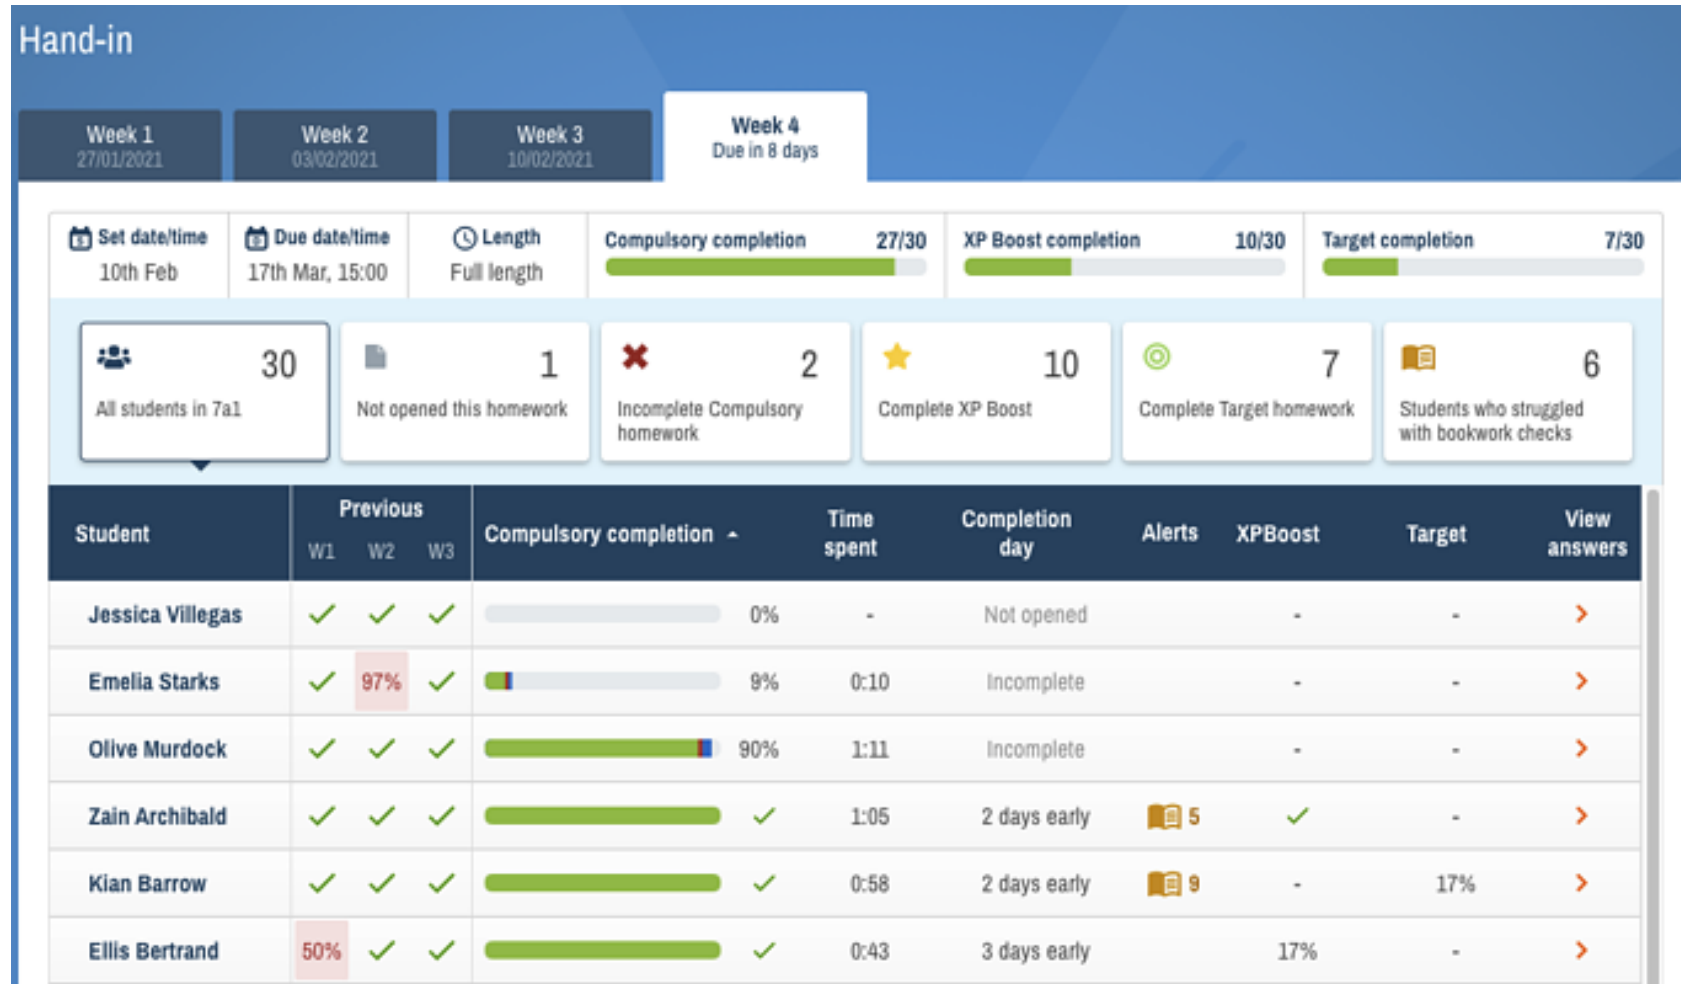 Hand-in
Week 1
27/01/2021
Week 2
03/02/2021
Week 3
10/02/2021
Week 4
Due in 8 days
Set date/time
10th Feb
Due date/time
17th Mar, 15:00
Length
Full length
Compulsory completion 27/30
XP Boost completion 10/30
Target completion 7/30
30
All students in 7a1
1
Not opened this homework
2
Incomplete Compulsory
homework
10
Complete XP Boost
7
Complete Target homework
6
Students who struggled
with bookwork checks
Student
Previous
W1 W2 W3
Compulsory completion
Time
spent
Completion
day
Alerts
XPBoost
Target
View
answers
Jessica Villegas 0% - Not opened - -
Emelia Starks 97% 9% 0:10 Incomplete - -
Olive Murdock 90% 1:11 Incomplete - -
Zain Archibald 1:05 2 days early 5 -
Kian Barrow 0:58 2 days early 9 - 17%
Ellis Bertrand 50% 0:43 3 days early 17% -